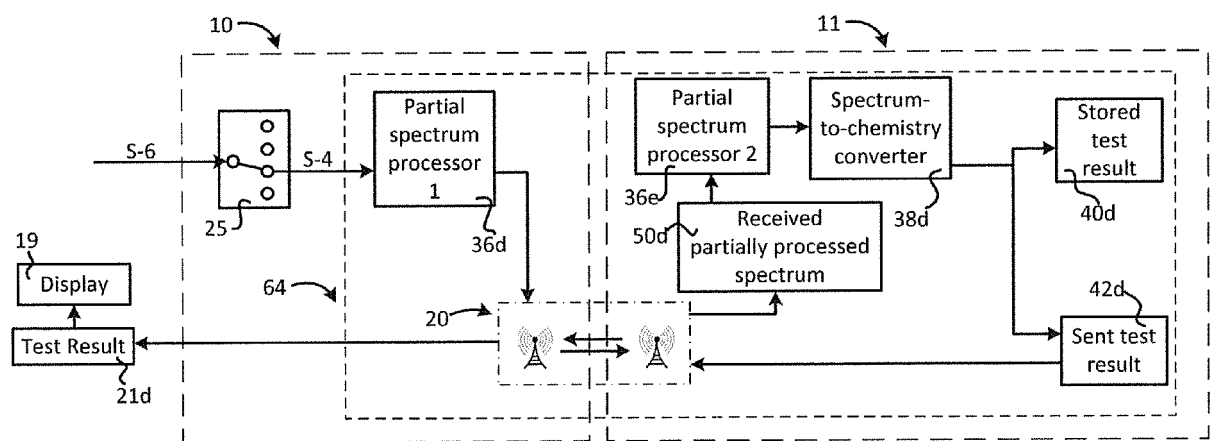 10
11
S-6
S-4
25
Partial
spectrum
processor
1
36d
Partial
spectrum
processor 2
36e
Spectrum-
to-chemistry
converter
38d
Stored
test
result
40d
50d
Received
partially processed
spectrum
19
Display
64
20
42d
Test Result
21d
Sent test
result